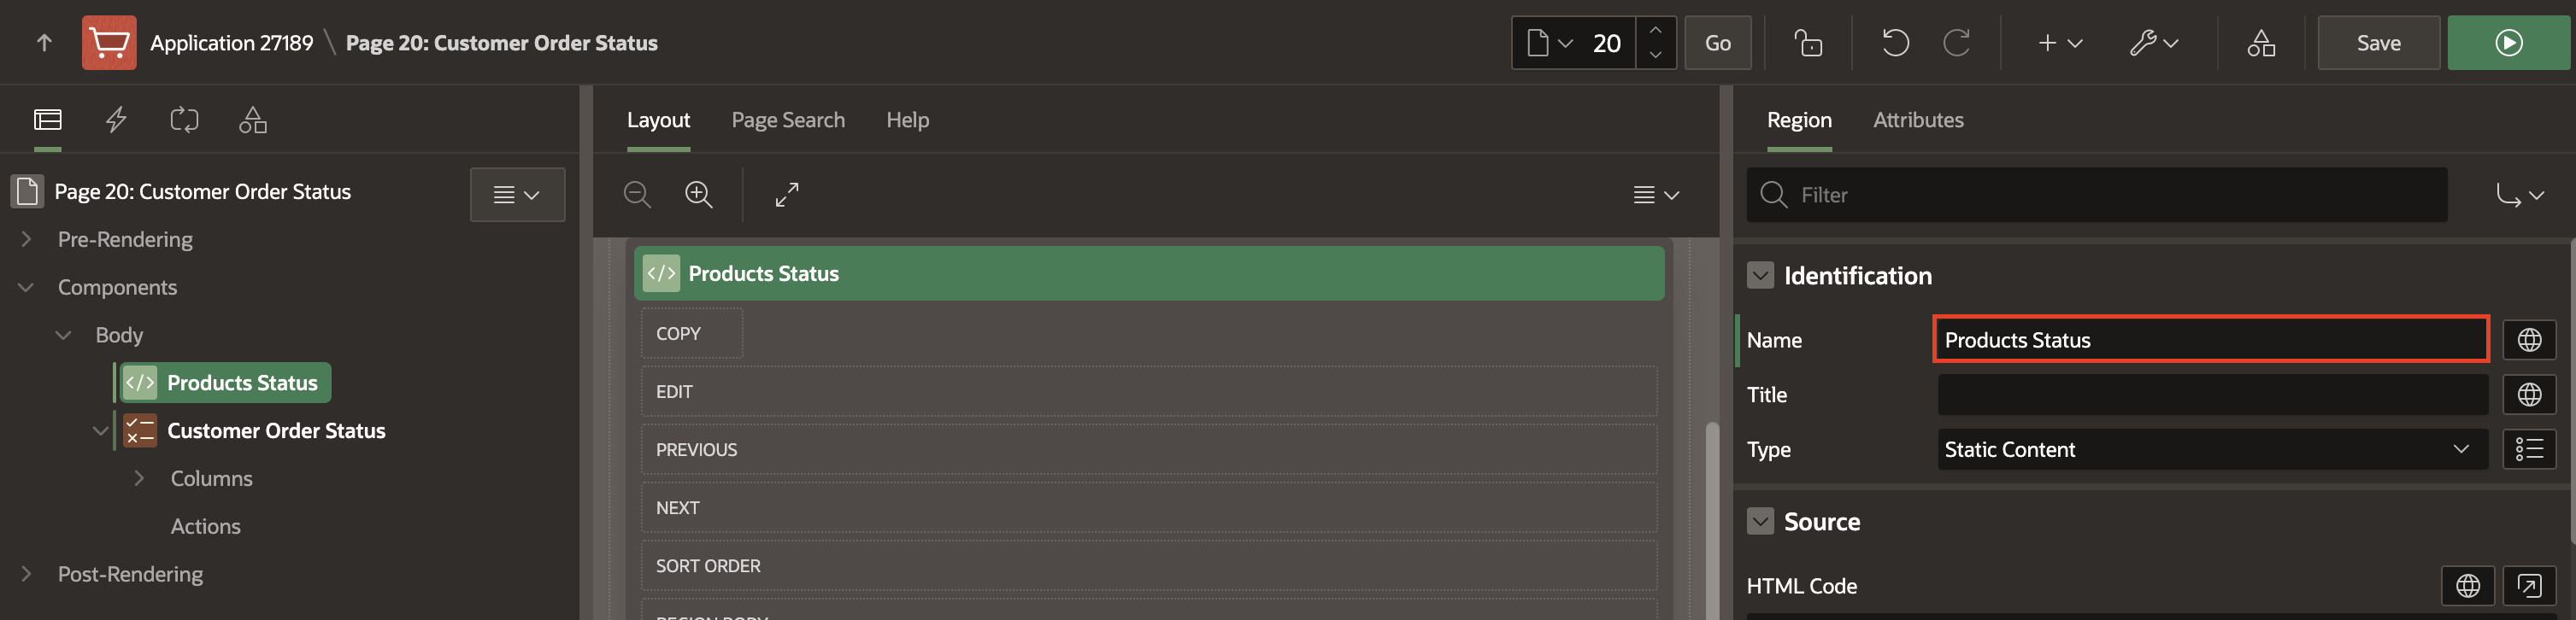 Application 27189 \ Page 20: Customer Order Status
20
Go
Save
Page 20: Customer Order Status
Pre-Rendering
Components
Body
</> Products Status
Customer Order Status
Columns
Actions
Post-Rendering
Layout Page Search Help
</> Products Status
COPY
EDIT
PREVIOUS
NEXT
SORT ORDER
REGION BODY
Region Attributes
Filter
Identification
Name Products Status
Title
Type Static Content
Source
HTML Code